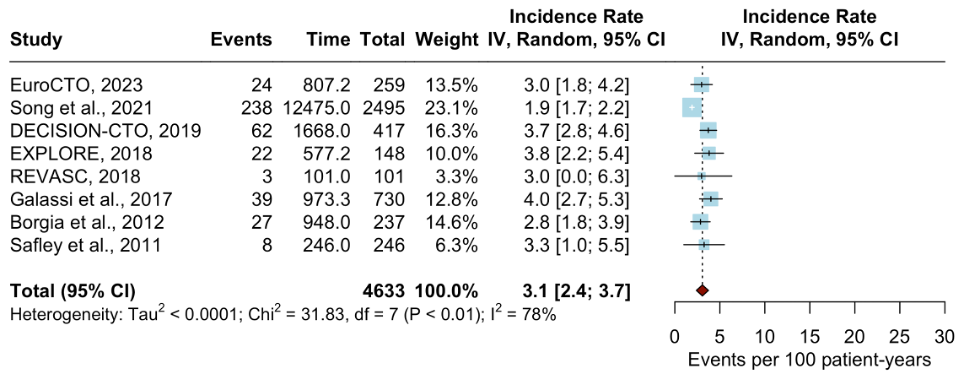 Incidence Rate Incidence Rate
Study Events Time Total Weight IV, Random, 95% CI IV, Random, 95% CI
EuroCTO, 2023 24 807.2 259 13.5% 3.0 [1.8; 4.2]
Song et al., 2021 238 12475.0 2495 23.1% 1.9 [1.7; 2.2]
DECISION-CTO, 2019 62 1668.0 417 16.3% 3.7 [2.8; 4.6]
EXPLORE, 2018 22 577.2 148 10.0% 3.8 [2.2; 5.4]
REVASC, 2018 3 101.0 101 3.3% 3.0 [0.0; 6.3]
Galassi et al., 2017 39 973.3 730 12.8% 4.0 [2.7; 5.3]
Borgia et al., 2012 27 948.0 237 14.6% 2.8 [1.8; 3.9]
Safley et al., 2011 8 246.0 246 6.3% 3.3 [1.0; 5.5]
Total (95% CI) 4633 100.0% 3.1 [2.4; 3.7]
Heterogeneity: Tau² < 0.0001; Chi² = 31.83, df = 7 (P < 0.01); I² = 78%
0 5 10 15 20 25 30
Events per 100 patient-years